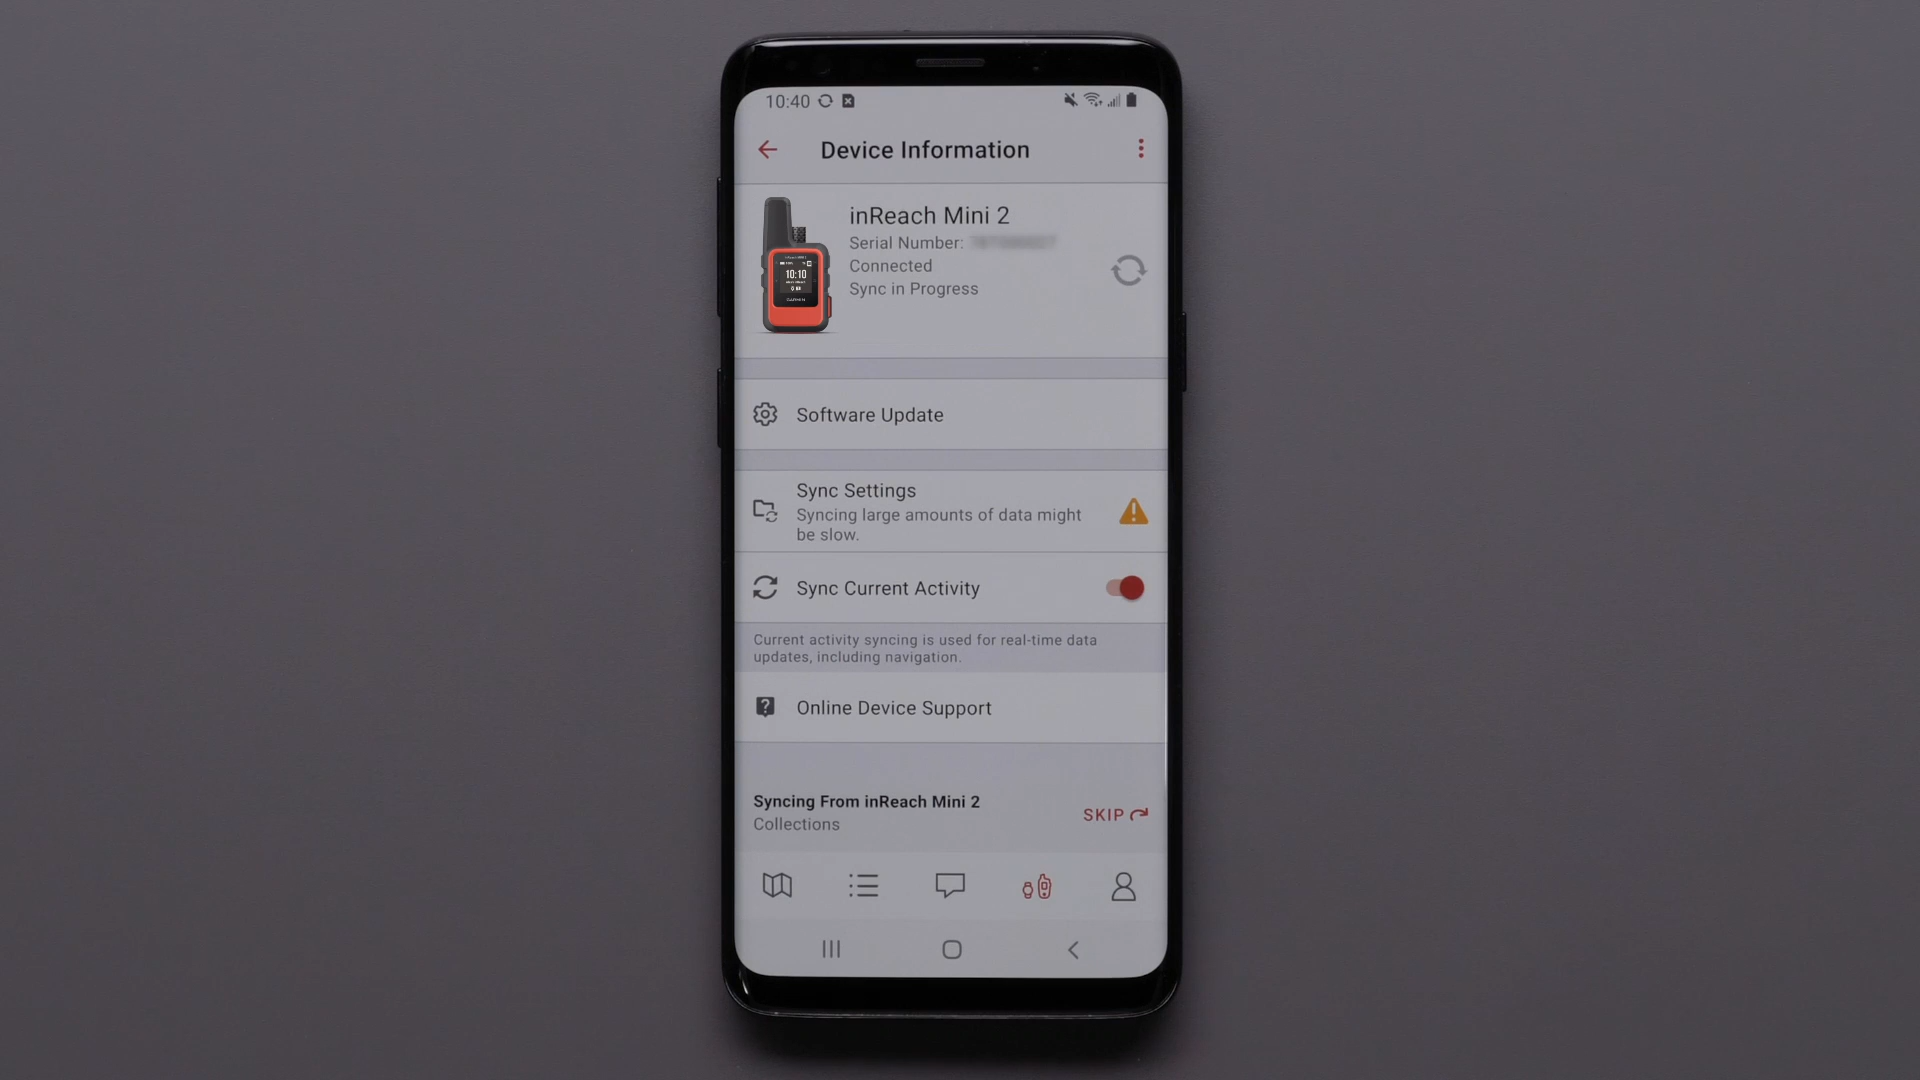 10:40
Device Information
inReach Mini 2
Serial Number:
Connected
Sync in Progress
10:10
GARMIN
Software Update
Sync Settings
Syncing large amounts of data might
be slow.
Sync Current Activity
Current activity syncing is used for real-time data
updates, including navigation.
Online Device Support
Syncing From inReach Mini 2
Collections
SKIP